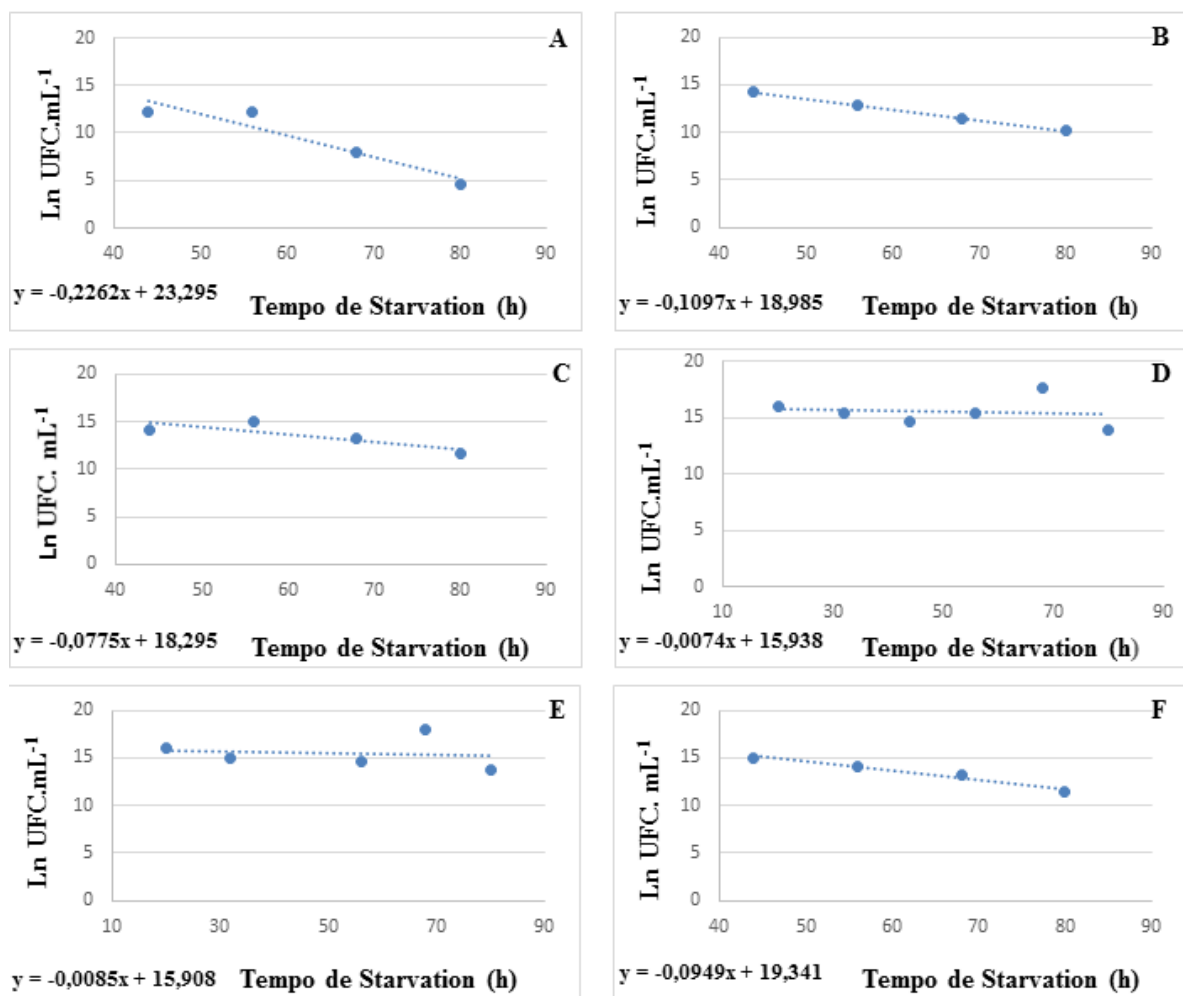 A
Ln UFC.mL-1
20
15
10
5
0
40 50 60 70 80 90
y = -0,2262x + 23,295
Tempo de Starvation (h)
B
Ln UFC.mL-1
20
15
10
5
0
40 50 60 70 80 90
y = -0,1097x + 18,985
Tempo de Starvation (h)
C
Ln UFC. mL-1
20
15
10
5
0
40 50 60 70 80 90
y = -0,0775x + 18,295
Tempo de Starvation (h)
D
Ln UFC.mL-1
20
15
10
5
0
10 30 50 70 90
y = -0,0074x + 15,938
Tempo de Starvation (h)
E
Ln UFC.mL-1
20
15
10
5
0
10 30 50 70 90
y = -0,0085x + 15,908
Tempo de Starvation (h)
F
Ln UFC. mL-1
20
15
10
5
0
40 50 60 70 80 90
y = -0,0949x + 19,341
Tempo de Starvation (h)